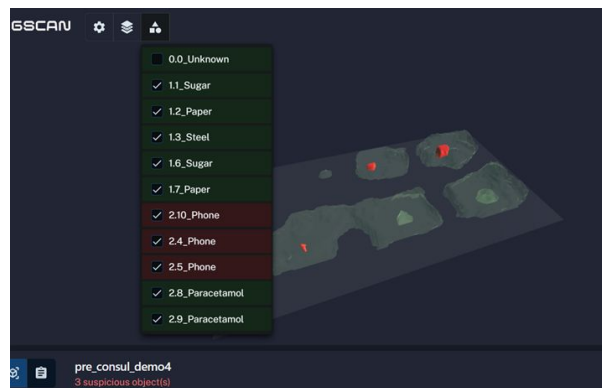 GSCAN
0.0_Unknown
1.1_Sugar
1.2_Paper
1.3_Steel
1.6_Sugar
1.7_Paper
2.10_Phone
2.4_Phone
2.5_Phone
2.8_Paracetamol
2.9_Paracetamol
pre_consul_demo4
3 suspicious object(s)